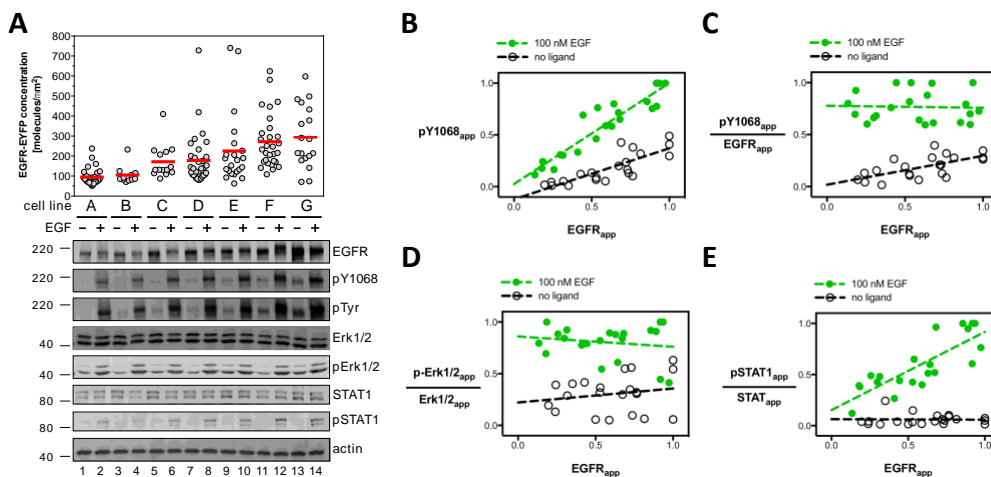 A
EGFR-EYFP concentration
[molecules/mm²]
800
700
600
500
400
300
200
100
0
cell line A B C D E F G
EGF – + – + – + – + – + – + – +
220 EGFR
220 pY1068
220 pTyr
40 Erk1/2
40 pErk1/2
80 STAT1
80 pSTAT1
40 actin
1 2 3 4 5 6 7 8 9 10 11 12 13 14
B
100 nM EGF
no ligand
pY1068app
1.0
0.5
0.0
0.0 0.5 1.0
EGFRapp
C
100 nM EGF
no ligand
pY1068app
EGFRapp
1.0
0.5
0.0
0.0 0.5 1.0
EGFRapp
D
100 nM EGF
no ligand
p-Erk1/2app
Erk1/2app
1.0
0.5
0.0
0.0 0.5 1.0
EGFRapp
E
100 nM EGF
no ligand
pSTAT1app
STATapp
1.0
0.5
0.0
0.0 0.5 1.0
EGFRapp